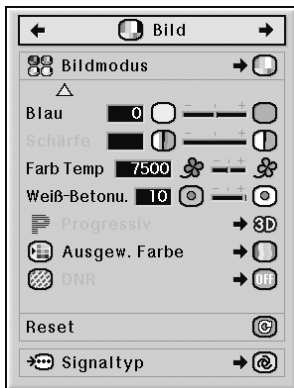 Bild
Bildmodus
Blau 0
Schärfe
Farb Temp 7500
Weiß-Betonu. 10
Progressiv 3D
Ausgew. Farbe
DNR OFF
Reset
Signaltyp